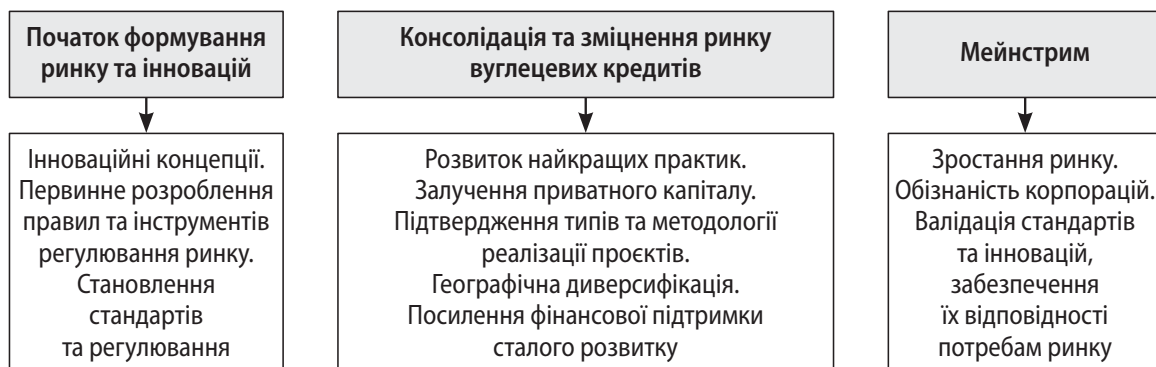 Початок формування
ринку та інновацій
Інноваційні концепції.
Первинне розроблення
правил та інструментів
регулювання ринку.
Становлення
стандартів
та регулювання
Консолідація та зміцнення ринку
вуглецевих кредитів
Розвиток найкращих практик.
Залучення приватного капіталу.
Підтвердження типів та методології
реалізації проєктів.
Географічна диверсифікація.
Посилення фінансової підтримки
сталого розвитку
Мейнстрим
Зростання ринку.
Обізнаність корпорацій.
Валідація стандартів
та інновацій,
забезпечення
їх відповідності
потребам ринку